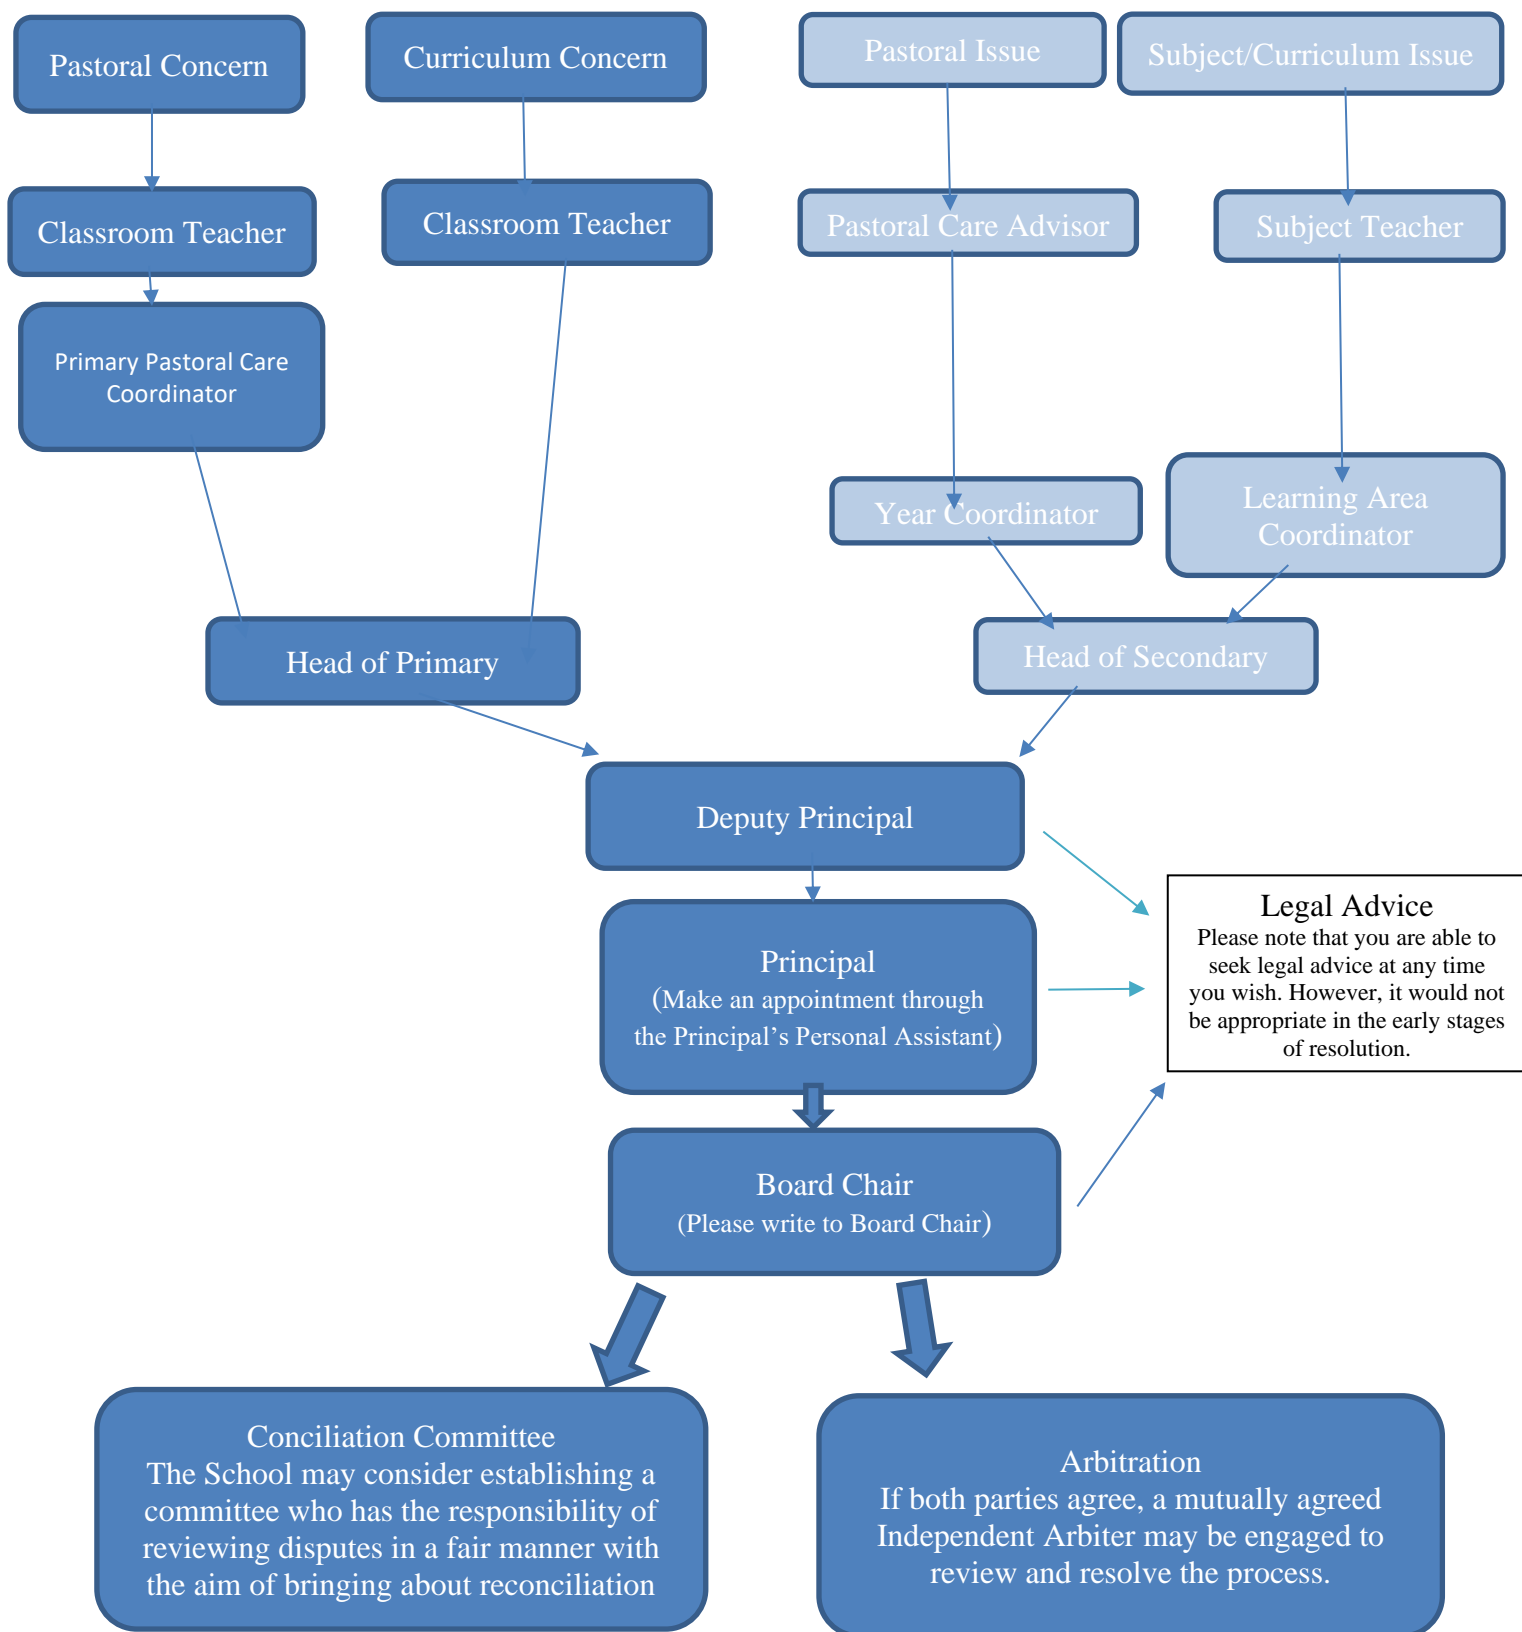 Pastoral Concern
Curriculum Concern
Pastoral Issue
Subject/Curriculum Issue
Classroom Teacher
Classroom Teacher
Pastoral Care Advisor
Subject Teacher
Primary Pastoral Care
Coordinator
Year Coordinator
Learning Area
Coordinator
Head of Primary
Head of Secondary
Deputy Principal
Legal Advice
Please note that you are able to
seek legal advice at any time
you wish. However, it would not
be appropriate in the early stages
of resolution.
Principal
(Make an appointment through
the Principal’s Personal Assistant)
Board Chair
(Please write to Board Chair)
Conciliation Committee
The School may consider establishing a
committee who has the responsibility of
reviewing disputes in a fair manner with
the aim of bringing about reconciliation
Arbitration
If both parties agree, a mutually agreed
Independent Arbiter may be engaged to
review and resolve the process.